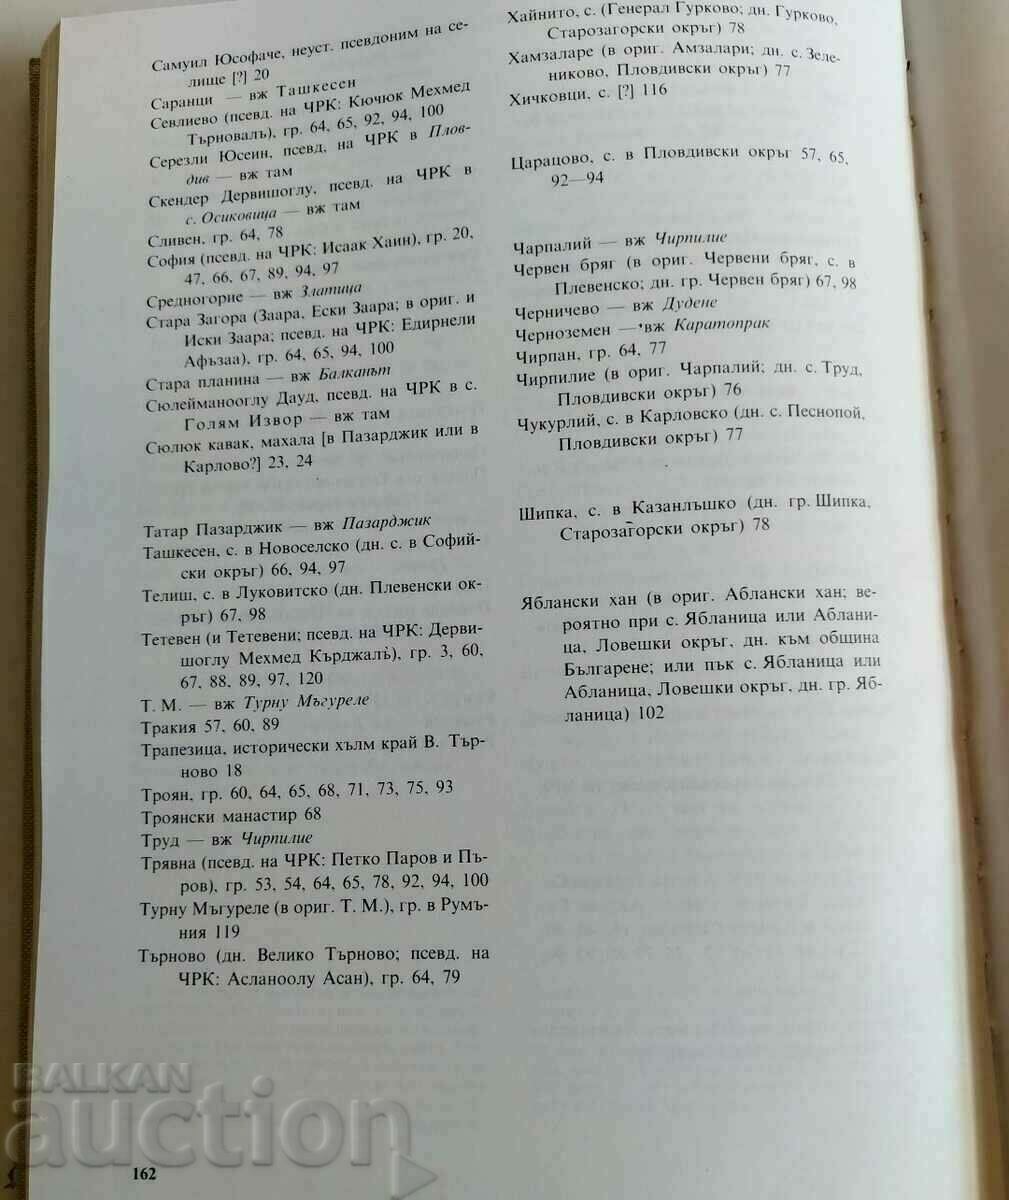 Самуил Юсофаче, неуст. псевдоним на се-
лище [?] 20
Саранци — вж Ташкесен
Севлиево (псевд. на ЧРК: Кючюк Мехмед
Търновалъ), гр. 64, 65, 92, 94, 100
Серезли Юсеин, псевд. на ЧРК в Плов-
див — вж там
Скендер Дервишоглу, псевд. на ЧРК в
с. Осиковица — вж там
Сливен, гр. 64, 78
София (псевд. на ЧРК: Исаак Хаин), гр. 20,
47, 66, 67, 89, 94, 97
Средногорие — вж Златица
Стара Загора (Заара, Ески Заара; в ориг. и
Иски Заара; псевд. на ЧРК: Едирнели
Афъзаа), гр. 64, 65, 94, 100
Стара планина — вж Балканът
Сюлейманооглу Дауд, псевд. на ЧРК в с.
Голям Извор — вж там
Сюлюк кавак, махала [в Пазарджик или в
Карлово?] 23, 24
Татар Пазарджик — вж Пазарджик
Ташкесен, с. в Новоселско (дн. с. в Софий-
ски окръг) 66, 94, 97
Телиш, с. в Луковитско (дн. Плевенски ок-
ръг) 67, 98
Тетевен (и Тетевени; псевд. на ЧРК: Дерви-
шоглу Мехмед Кърджалъ), гр. 3, 60,
67, 88, 89, 97, 120
Т. М. — вж Турну Мъгуреле
Тракия 57, 60, 89
Трапезица, исторически хълм край В. Тър-
ново 18
Троян, гр. 60, 64, 65, 68, 71, 73, 75, 93
Троянски манастир 68
Труд — вж Чирпилие
Трявна (псевд. на ЧРК: Петко Паров и Пъ-
ров), гр. 53, 54, 64, 65, 78, 92, 94, 100
Турну Мъгуреле (в ориг. Т. М.), гр. в Румъ-
ния 119
Търново (дн. Велико Търново; псевд. на
ЧРК: Асланоолу Асан), гр. 64, 79
Хайнито, с. (Генерал Гурково; дн. Гурково,
Старозагорски окръг) 78
Хамзаларе (в ориг. Амзалари; дн. с. Зеле-
никово, Пловдивски окръг) 77
Хичковци, с. [?] 116
Царацово, с. в Пловдивски окръг 57, 65,
92—94
Чарпалий — вж Чирпилие
Червен бряг (в ориг. Червени бряг, с. в
Плевенско; дн. гр. Червен бряг) 67, 98
Черничево — вж Дудене
Черноземен — вж Каратопрак
Чирпан, гр. 64, 77
Чирпилие (в ориг. Чарпалий; дн. с. Труд,
Пловдивски окръг) 76
Чукурлий, с. в Карловско (дн. с. Песнопой,
Пловдивски окръг) 77
Шипка, с. в Казанлъшко (дн. гр. Шипка,
Старозагорски окръг) 78
Яблански хан (в ориг. Аблански хан; ве-
роятно при с. Ябланица или Аблани-
ца, Ловешки окръг, дн. към община
Българене; или пък с. Ябланица или
Абланица, Ловешки окръг, дн. гр. Яб-
ланица) 102
162
BALKAN
auction